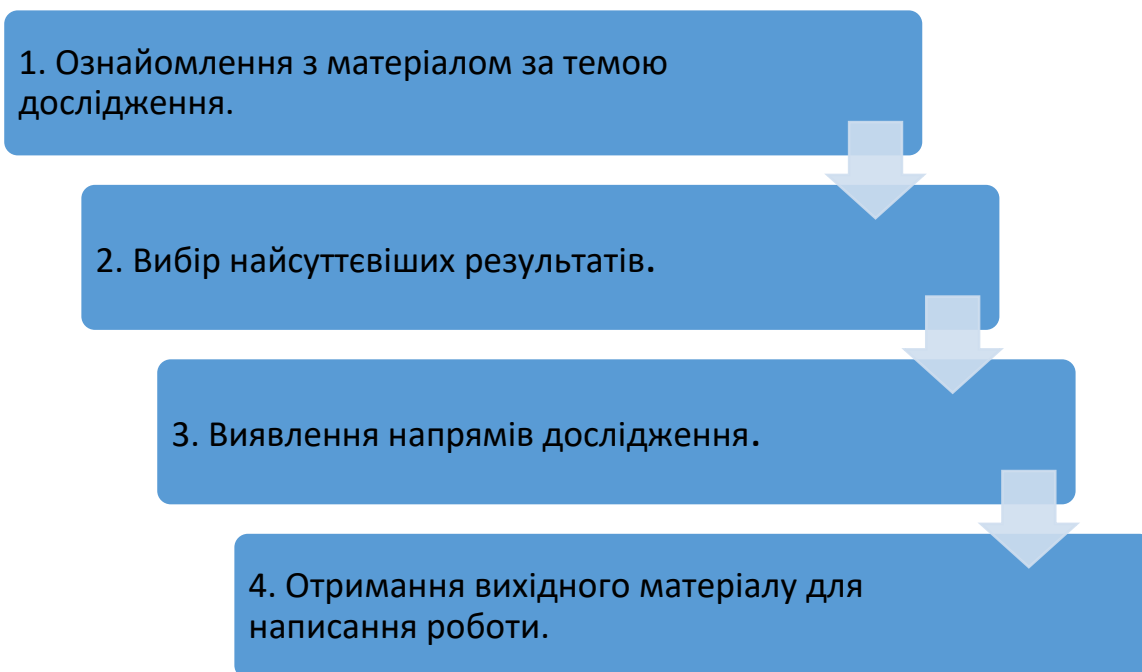 1. Ознайомлення з матеріалом за темою
дослідження.
2. Вибір найсуттєвіших результатів.
3. Виявлення напрямів дослідження.
4. Отримання вихідного матеріалу для
написання роботи.